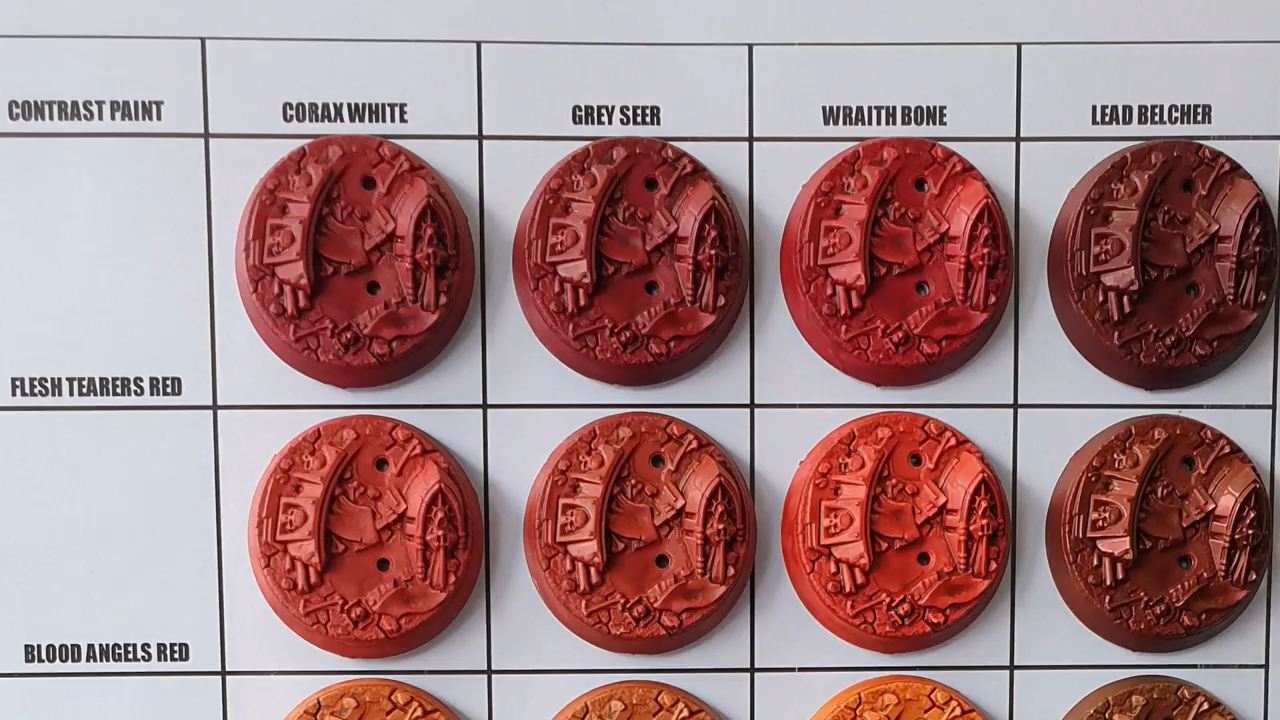 CONTRAST PAINT
CORAX WHITE
GREY SEER
WRAITH BONE
LEAD BELCHER
FLESH TEARERS RED
BLOOD ANGELS RED